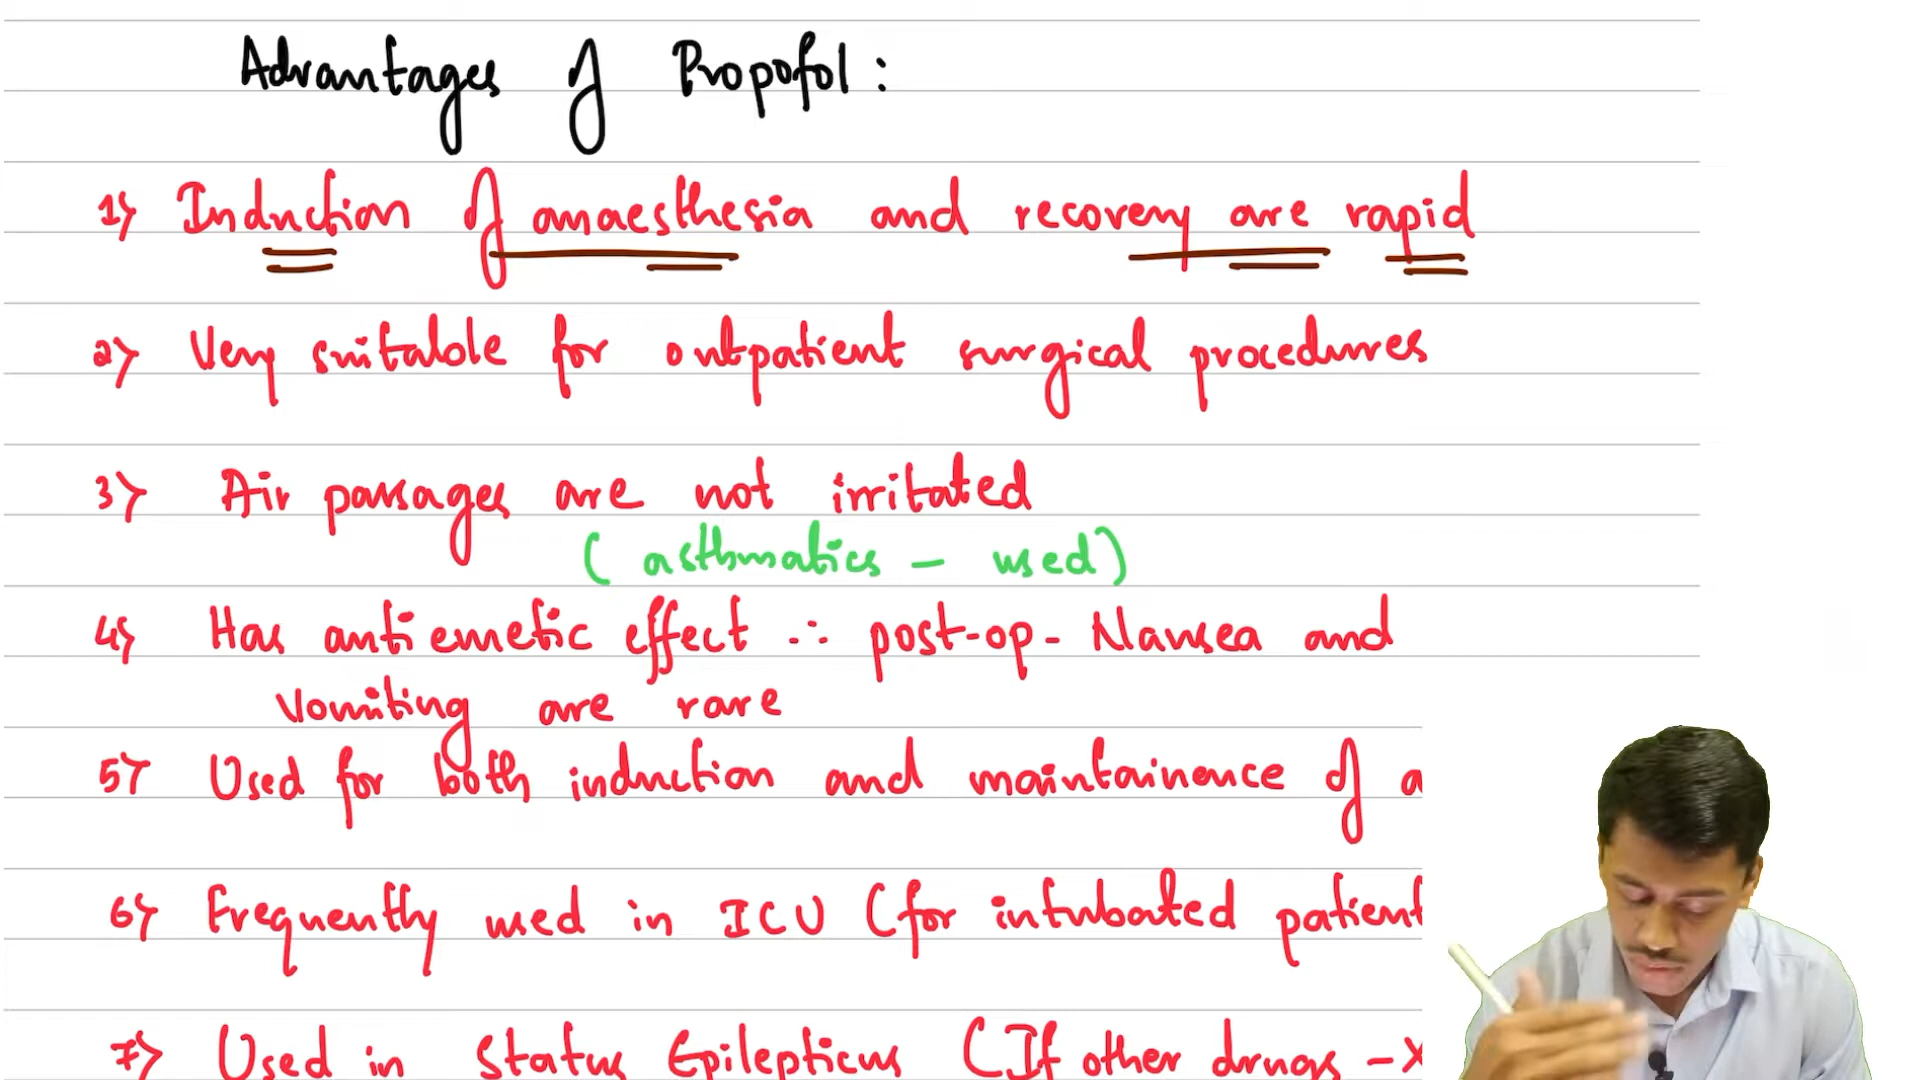 Advantages of Propofol:
1) Induction of anaesthesia and recovery are rapid
2) Very suitable for outpatient surgical procedures
3) Air passages are not irritated
(asthmatics - used)
4) Has antiemetic effect ∴ post-op- Nausea and
vomiting are rare
5) Used for both induction and maintainence of a
6) Frequently used in ICU (for intubated patient
7) Used in Status Epilepticus (If other drugs -x